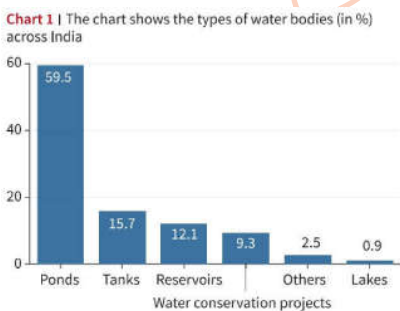 Chart 1 | The chart shows the types of water bodies (in %)
across India
60
40
20
0
59.5
15.7
12.1
9.3
2.5
0.9
Ponds Tanks Reservoirs Others Lakes
Water conservation projects